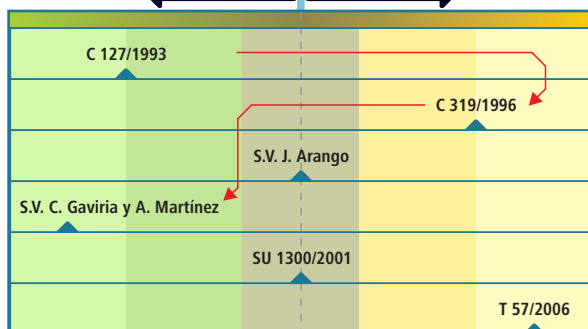 C 127/1993
C 319/1996
S.V. J. Arango
S.V. C. Gaviria y A. Martínez
SU 1300/2001
T 57/2006